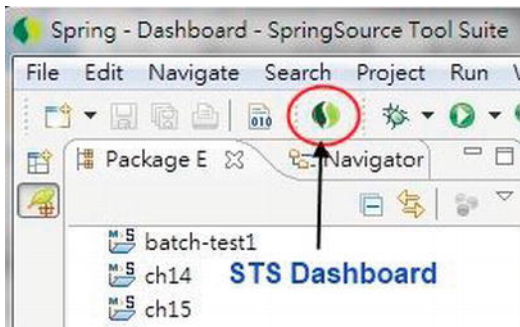 Spring - Dashboard - SpringSource Tool Suite
File Edit Navigate Search Project Run
010
Package E Navigator
M S batch-test1
M S ch14 STS Dashboard
M S ch15